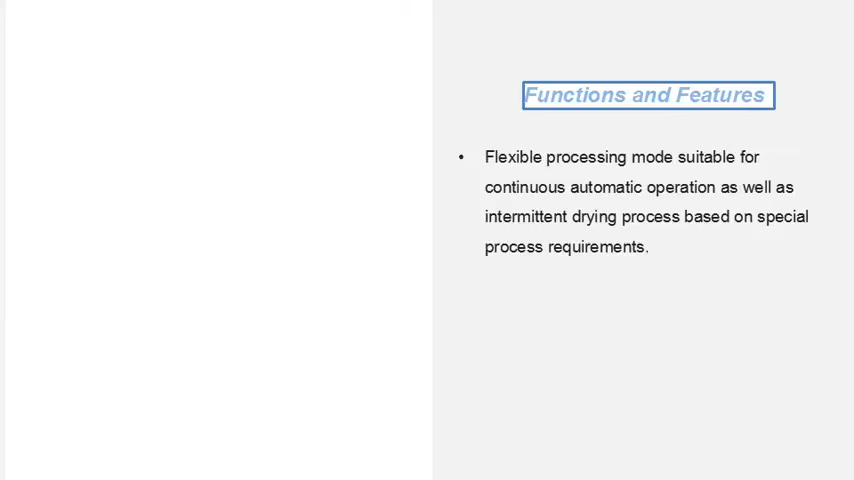 Functions and Features
• Flexible processing mode suitable for
continuous automatic operation as well as
intermittent drying process based on special
process requirements.